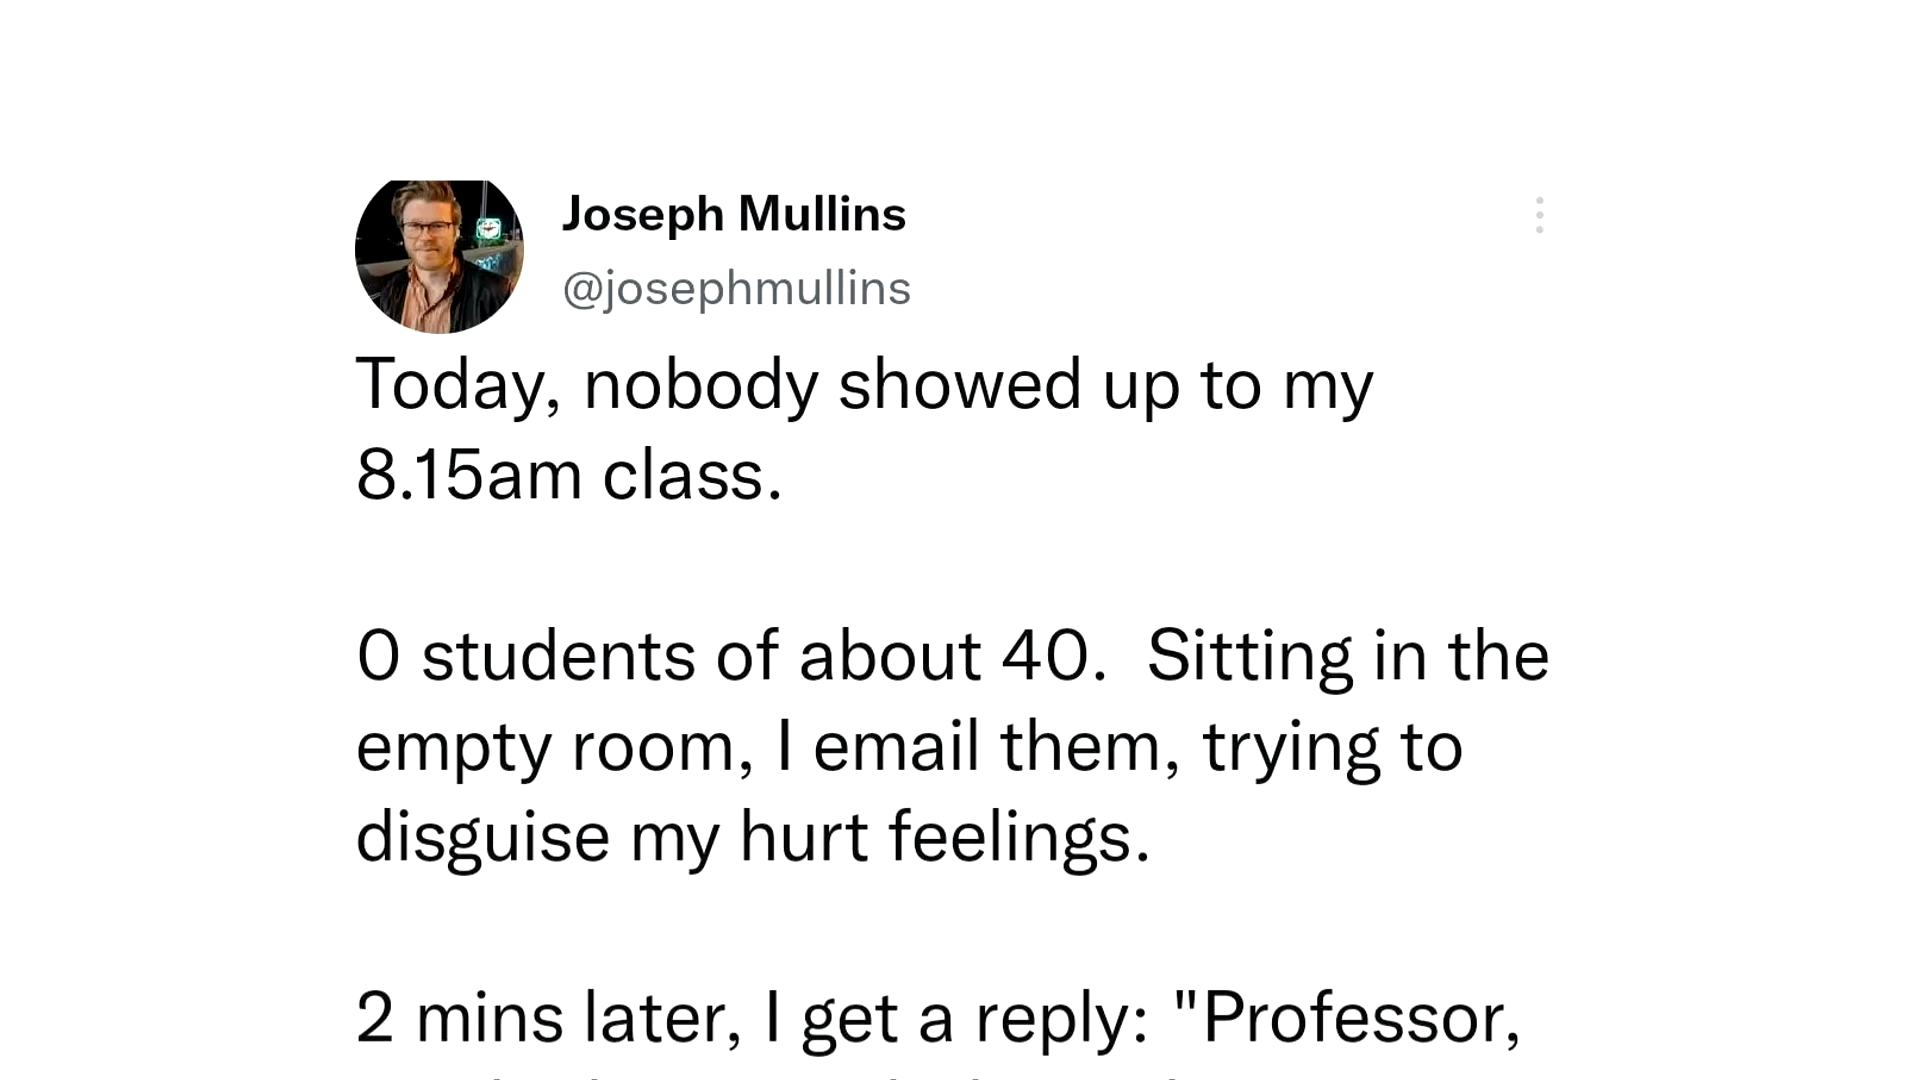 Joseph Mullins
@josephmullins
Today, nobody showed up to my
8.15am class.
0 students of about 40.  Sitting in the
empty room, I email them, trying to
disguise my hurt feelings.
2 mins later, I get a reply: "Professor,